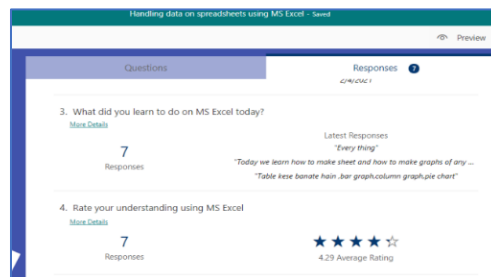 Handling data on spreadsheets using MS Excel - Saved
Preview
Questions
Responses 7
2/4/2021
3. What did you learn to do on MS Excel today?
More Details
7
Responses
Latest Responses
"Every thing"
"Today we learn how to make sheet and how to make graphs of any ...
"Table kese banate hain ,bar graph,column graph,pie chart"
4. Rate your understanding using MS Excel
More Details
7
Responses
4.29 Average Rating